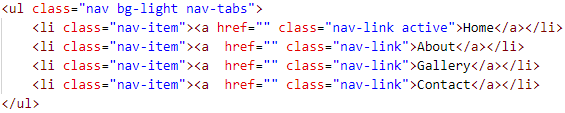 <ul class="nav bg-light nav-tabs">
    <li class="nav-item"><a href="" class="nav-link active">Home</a></li>
    <li class="nav-item"><a  href="" class="nav-link">About</a></li>
    <li class="nav-item"><a  href="" class="nav-link">Gallery</a></li>
    <li class="nav-item"><a  href="" class="nav-link">Contact</a></li>
</ul>